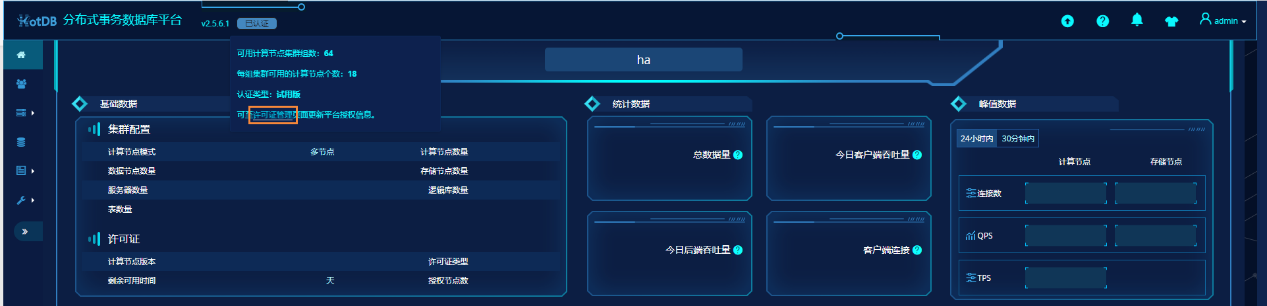 HotDB 分布式事务数据库平台 v2.5.6.1 已认证 admin
可用计算节点集群组数：64
每组集群可用的计算节点个数：18
认证类型：试用版
可在许可证管理页面更新平台授权信息。
ha
基础数据
集群配置
计算节点模式 多节点 计算节点数量
数据节点数量 存储节点数量
服务器数量 逻辑库数量
表数量
许可证
计算节点版本 许可证类型
剩余可用时间 天 授权节点数
统计数据
总数据量
今日客户端吞吐量
今日后端吞吐量
客户端连接
峰值数据
24小时内 30分钟内
计算节点 存储节点
连接数
QPS
TPS